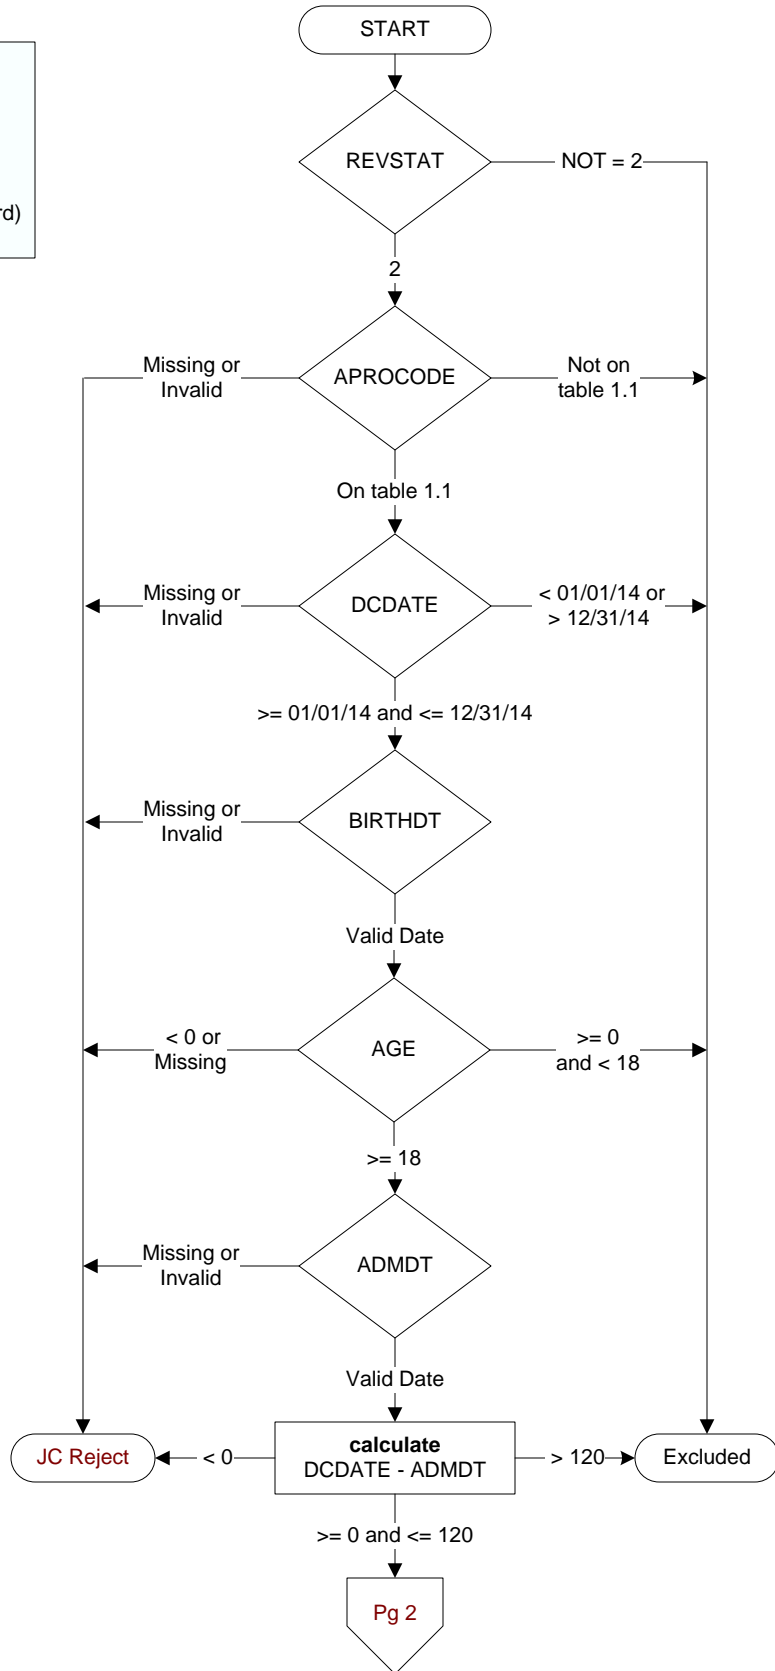 START
REVSTAT
NOT = 2
rd)
2
Missing or
Invalid
APROCODE
Not on
table 1.1
On table 1.1
Missing or
Invalid
DCDATE
< 01/01/14 or
> 12/31/14
>= 01/01/14 and <= 12/31/14
Missing or
Invalid
BIRTHDT
Valid Date
< 0 or
Missing
AGE
>= 0
and < 18
>= 18
Missing or
Invalid
ADMDT
Valid Date
JC Reject
< 0
calculate
DCDATE - ADMDT
> 120
Excluded
>= 0 and <= 120
Pg 2